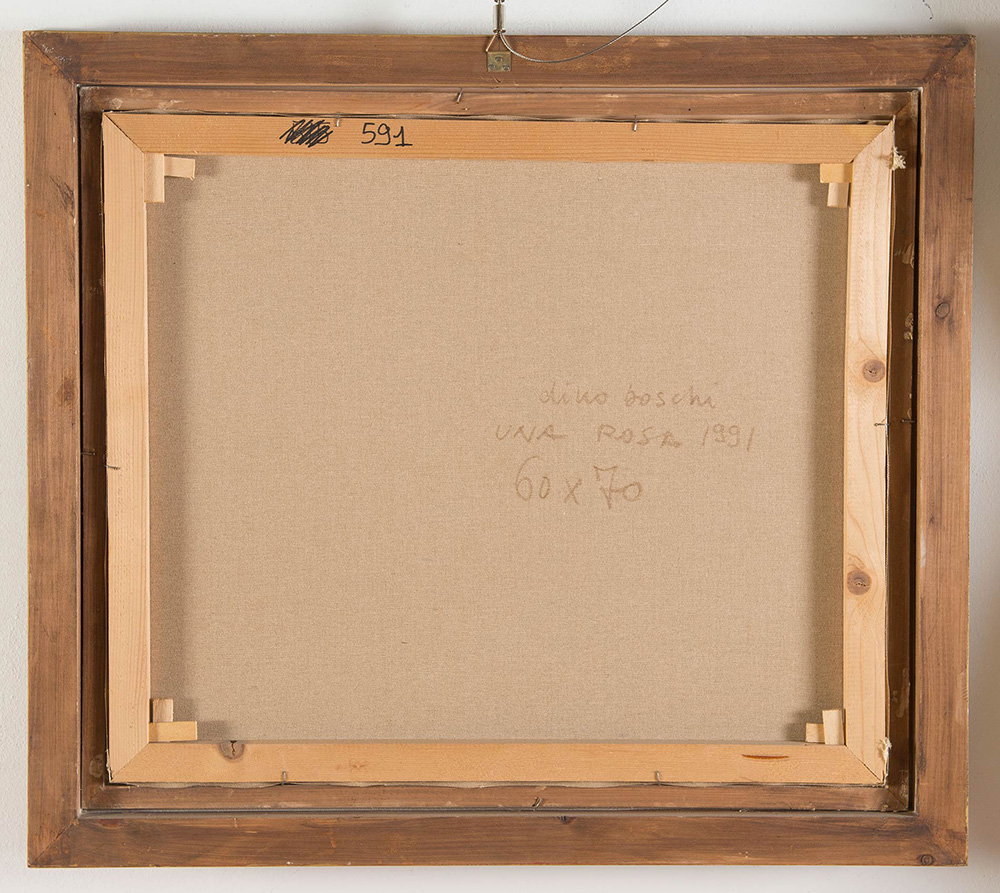 591
dino boschi
UNA ROSA 1991
60 x 70